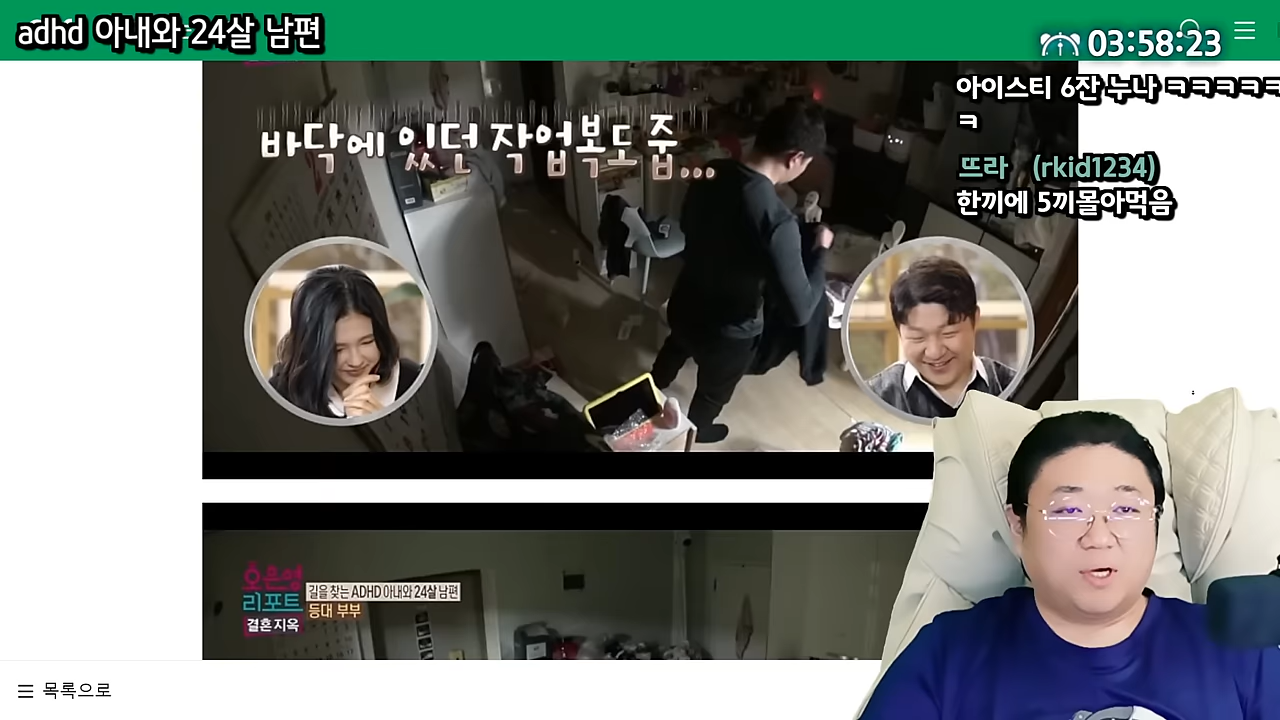 adhd 아내와 24살 남편
03:58:23
아이스티 6잔 누나 ㅋㅋㅋㅋㅋ
ㅋ
뜨라 (rkid1234)
한끼에 5끼몰아먹음
바닥에 있던 작업복도 줍...
오은영
리포트
결혼 지옥
길을 찾는 ADHD 아내와 24살 남편
등대 부부
목록으로